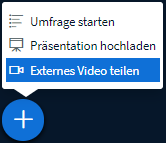 Umfrage starten
Präsentation hochladen
Externes Video teilen